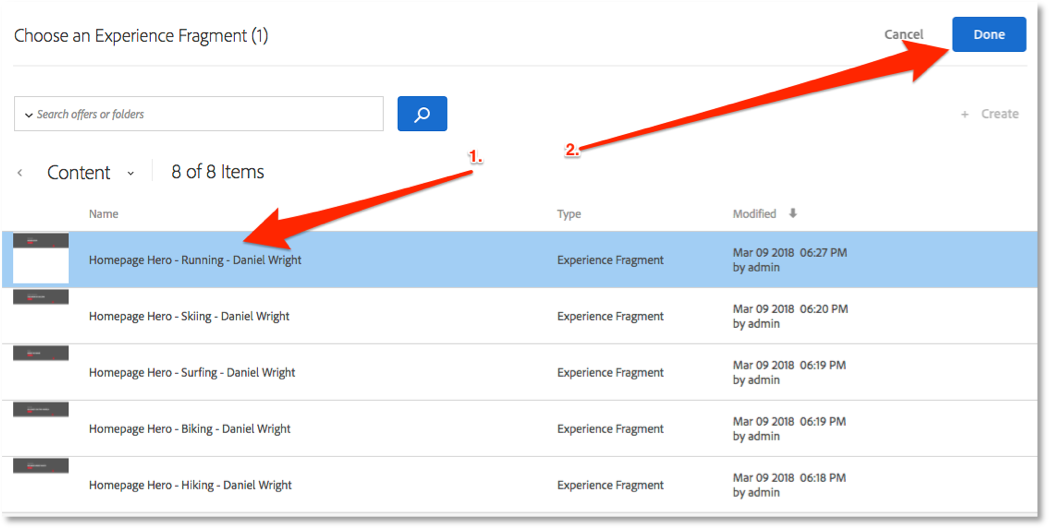 Choose an Experience Fragment (1)
Cancel
Done
Search offers or folders
+ Create
1.
2.
Content
8 of 8 Items
Name
Type
Modified
Homepage Hero - Running - Daniel Wright
Experience Fragment
Mar 09 2018 06:27 PM
by admin
Homepage Hero - Skiing - Daniel Wright
Experience Fragment
Mar 09 2018 06:20 PM
by admin
Homepage Hero - Surfing - Daniel Wright
Experience Fragment
Mar 09 2018 06:19 PM
by admin
Homepage Hero - Biking - Daniel Wright
Experience Fragment
Mar 09 2018 06:19 PM
by admin
Homepage Hero - Hiking - Daniel Wright
Experience Fragment
Mar 09 2018 06:18 PM
by admin